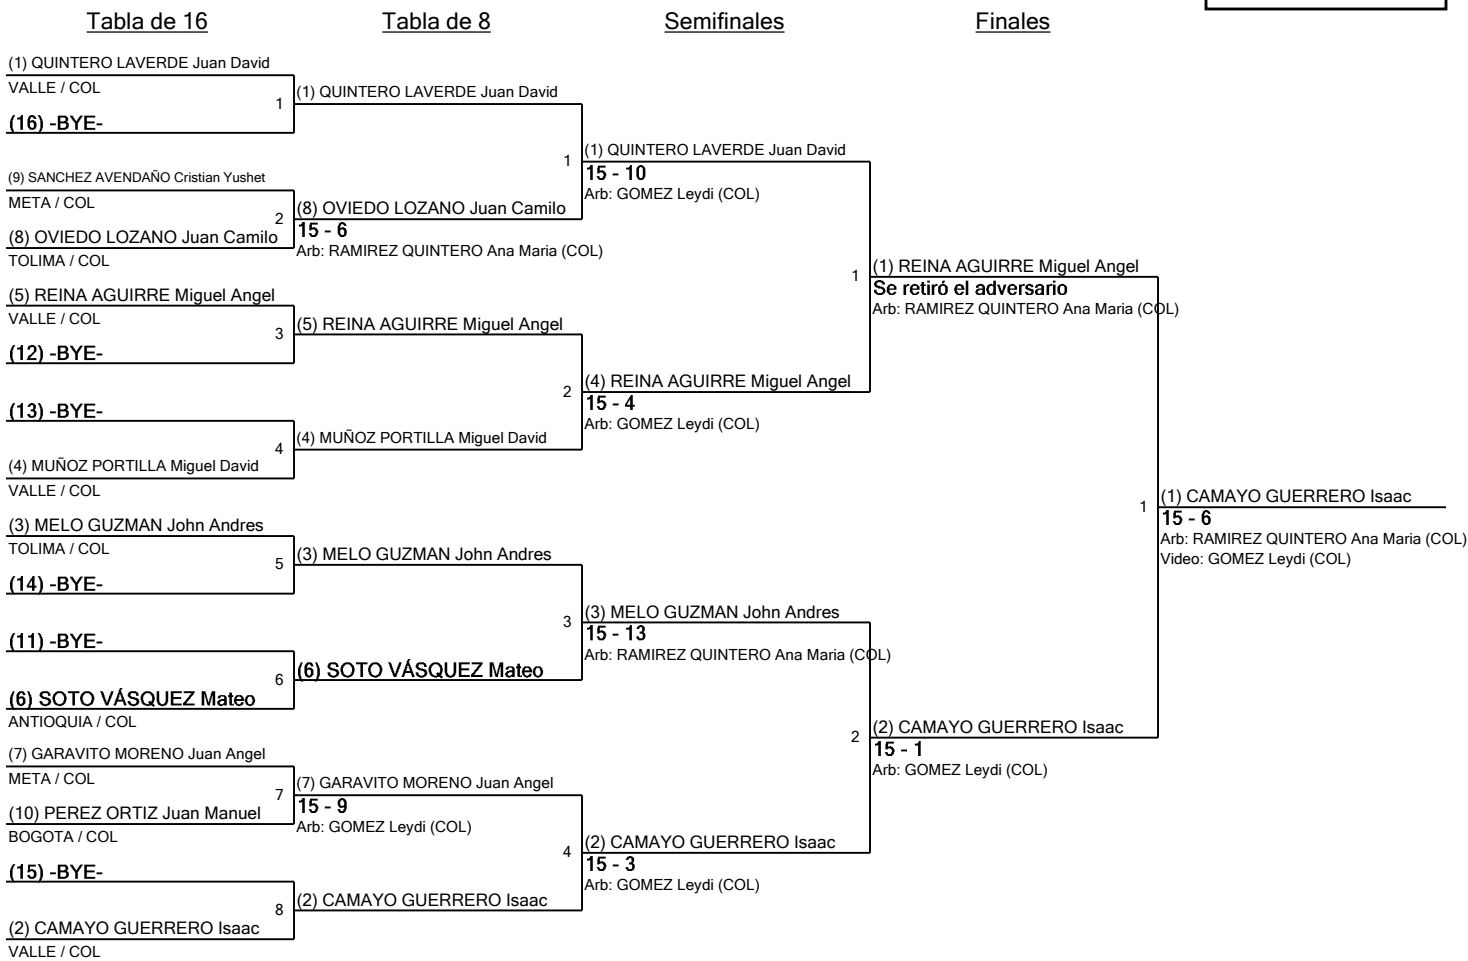 Tabla de 16
Tabla de 8
Semifinales
Finales
(1) QUINTERO LAVERDE Juan David
VALLE / COL
1
(16) -BYE-
(9) SANCHEZ AVENDAÑO Cristian Yushet
META / COL
2
(8) OVIEDO LOZANO Juan Camilo
TOLIMA / COL
(5) REINA AGUIRRE Miguel Angel
VALLE / COL
3
(12) -BYE-
(13) -BYE-
4
(4) MUÑOZ PORTILLA Miguel David
VALLE / COL
(3) MELO GUZMAN John Andres
TOLIMA / COL
5
(14) -BYE-
(11) -BYE-
6
(6) SOTO VÁSQUEZ Mateo
ANTIOQUIA / COL
(7) GARAVITO MORENO Juan Angel
META / COL
7
(10) PEREZ ORTIZ Juan Manuel
BOGOTA / COL
(15) -BYE-
8
(2) CAMAYO GUERRERO Isaac
VALLE / COL
(1) QUINTERO LAVERDE Juan David
1
(8) OVIEDO LOZANO Juan Camilo
15 - 6
Arb: RAMIREZ QUINTERO Ana Maria (COL)
(5) REINA AGUIRRE Miguel Angel
2
(4) MUÑOZ PORTILLA Miguel David
(3) MELO GUZMAN John Andres
3
(6) SOTO VÁSQUEZ Mateo
(7) GARAVITO MORENO Juan Angel
15 - 9
Arb: GOMEZ Leydi (COL)
4
(2) CAMAYO GUERRERO Isaac
(1) QUINTERO LAVERDE Juan David
15 - 10
Arb: GOMEZ Leydi (COL)
1
(4) REINA AGUIRRE Miguel Angel
15 - 4
Arb: GOMEZ Leydi (COL)
(3) MELO GUZMAN John Andres
15 - 13
Arb: RAMIREZ QUINTERO Ana Maria (COL)
2
(2) CAMAYO GUERRERO Isaac
15 - 3
Arb: GOMEZ Leydi (COL)
(1) REINA AGUIRRE Miguel Angel
Se retiró el adversario
Arb: RAMIREZ QUINTERO Ana Maria (COL)
1
(2) CAMAYO GUERRERO Isaac
15 - 1
Arb: GOMEZ Leydi (COL)
(1) CAMAYO GUERRERO Isaac
15 - 6
Arb: RAMIREZ QUINTERO Ana Maria (COL)
Video: GOMEZ Leydi (COL)